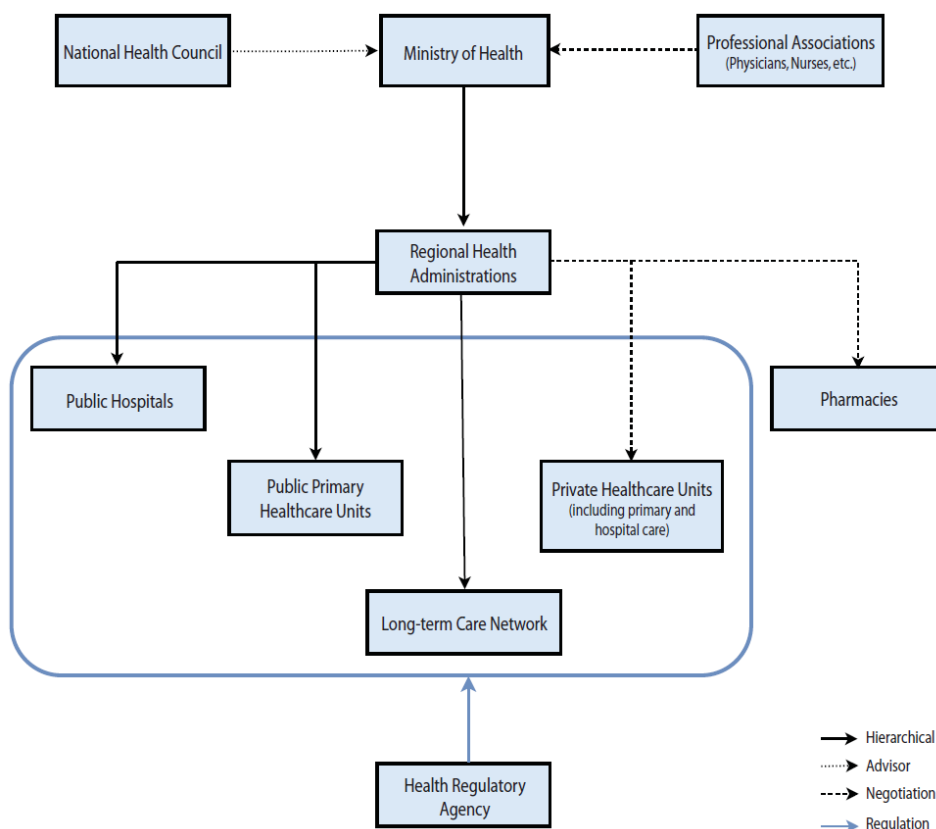 National Health Council
Ministry of Health
Professional Associations
(Physicians, Nurses, etc.)
Regional Health
Administrations
Public Hospitals
Pharmacies
Public Primary
Healthcare Units
Private Healthcare Units
(including primary and
hospital care)
Long-term Care Network
Health Regulatory
Agency
Hierarchical
Advisor
Negotiation
Regulation